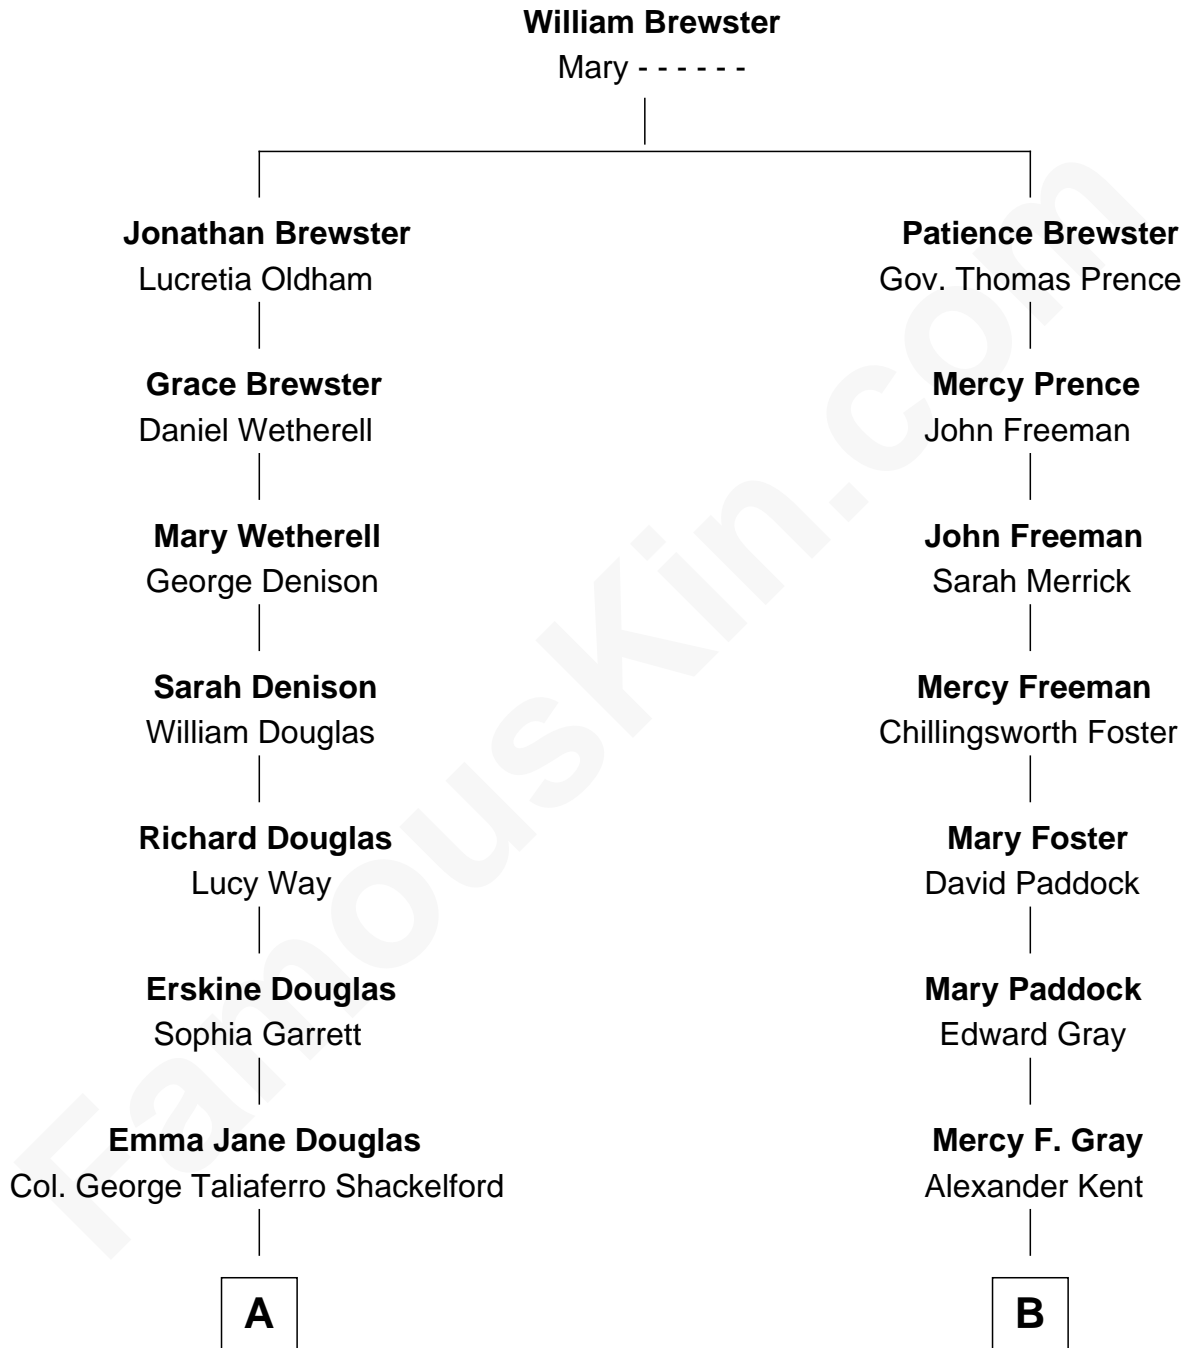 William Brewster
Mary - - - - - -
Jonathan Brewster
Lucretia Oldham
Patience Brewster
Gov. Thomas Prence
Grace Brewster
Daniel Wetherell
Mercy Prence
John Freeman
Mary Wetherell
George Denison
John Freeman
Sarah Merrick
Sarah Denison
William Douglas
Mercy Freeman
Chillingsworth Foster
Richard Douglas
Lucy Way
Mary Foster
David Paddock
Erskine Douglas
Sophia Garrett
Mary Paddock
Edward Gray
Emma Jane Douglas
Col. George Taliaferro Shackelford
Mercy F. Gray
Alexander Kent
A
B
FamousKin.com